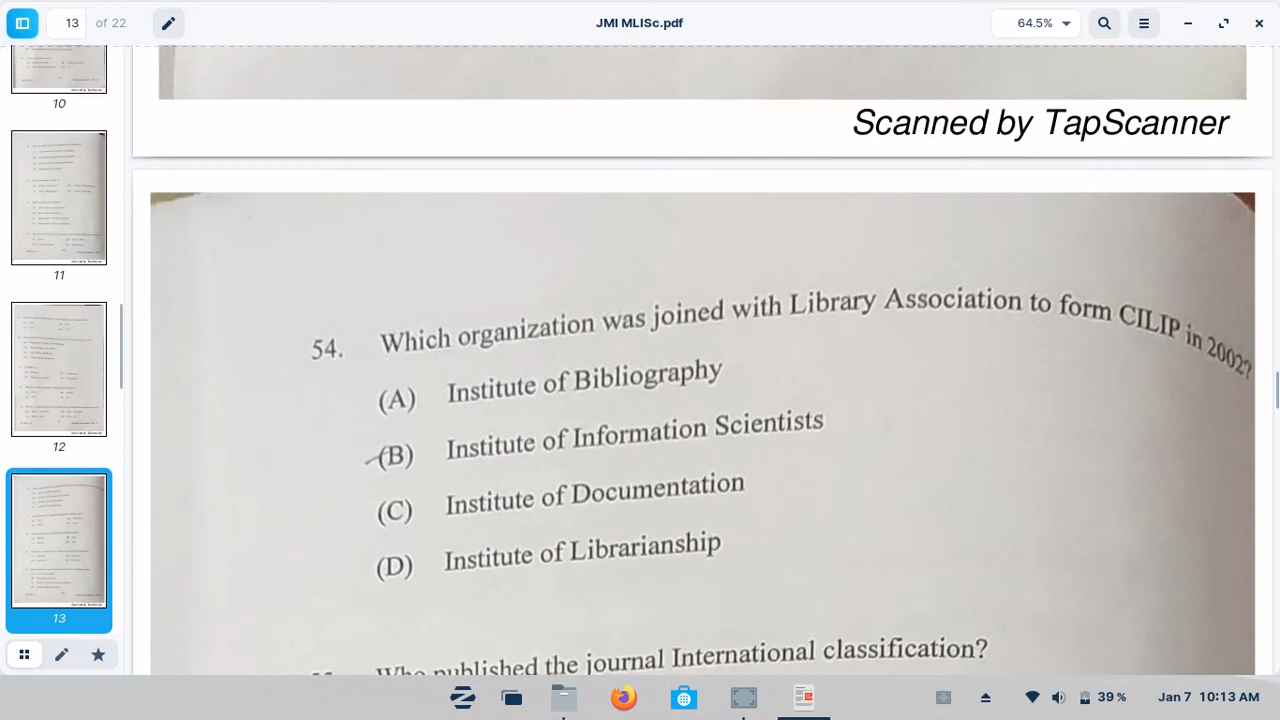 13 of 22
JMI MLISc.pdf
64.5%
10
11
12
13
Scanned by TapScanner
54. Which organization was joined with Library Association to form CILIP in 2002?
(A) Institute of Bibliography
(B) Institute of Information Scientists
(C) Institute of Documentation
(D) Institute of Librarianship
Who published the journal International classification?
39 %
Jan 7 10:13 AM